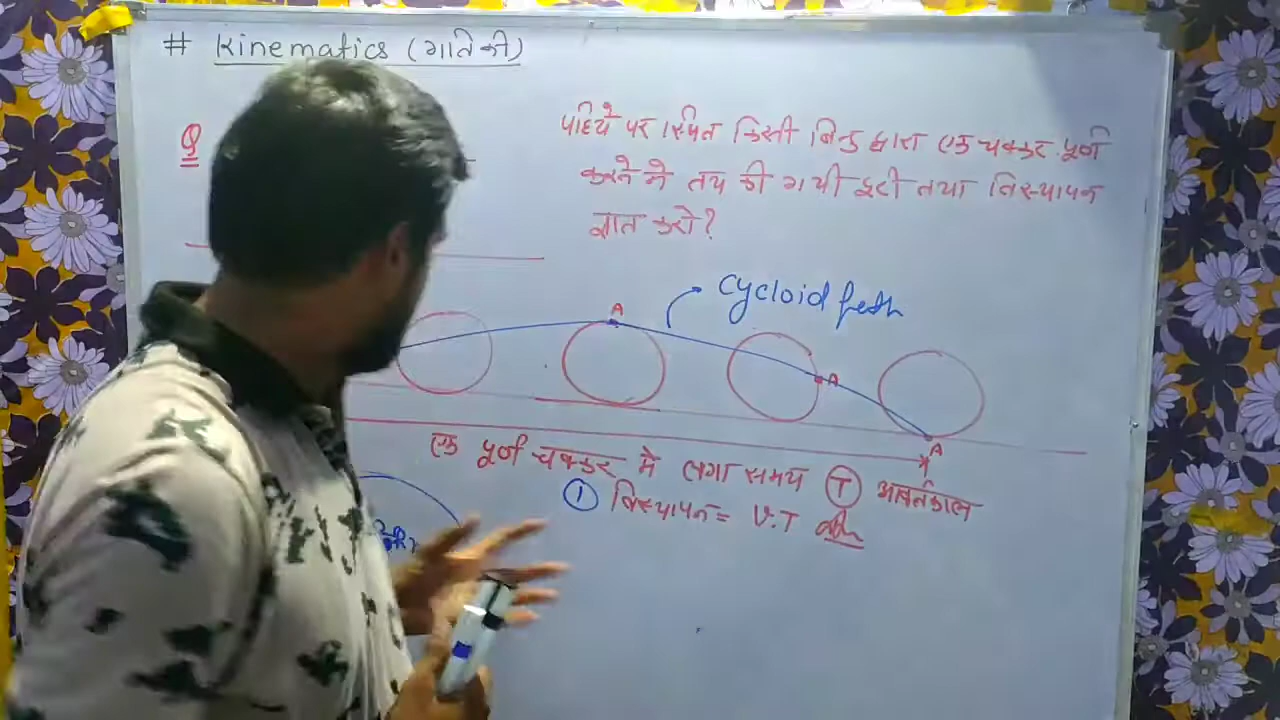 # Kinematics (गतिकी)
Q
पहिये पर स्थित किसी बिन्दु द्वारा एक चक्कर पूर्ण
करने मे तय की गयी दूरी तथा विस्थापन
ज्ञात करो?
cycloid path
A
A
A
एक पूर्ण चक्कर मे लगा समय T आवर्तकाल
① विस्थापन = V.T